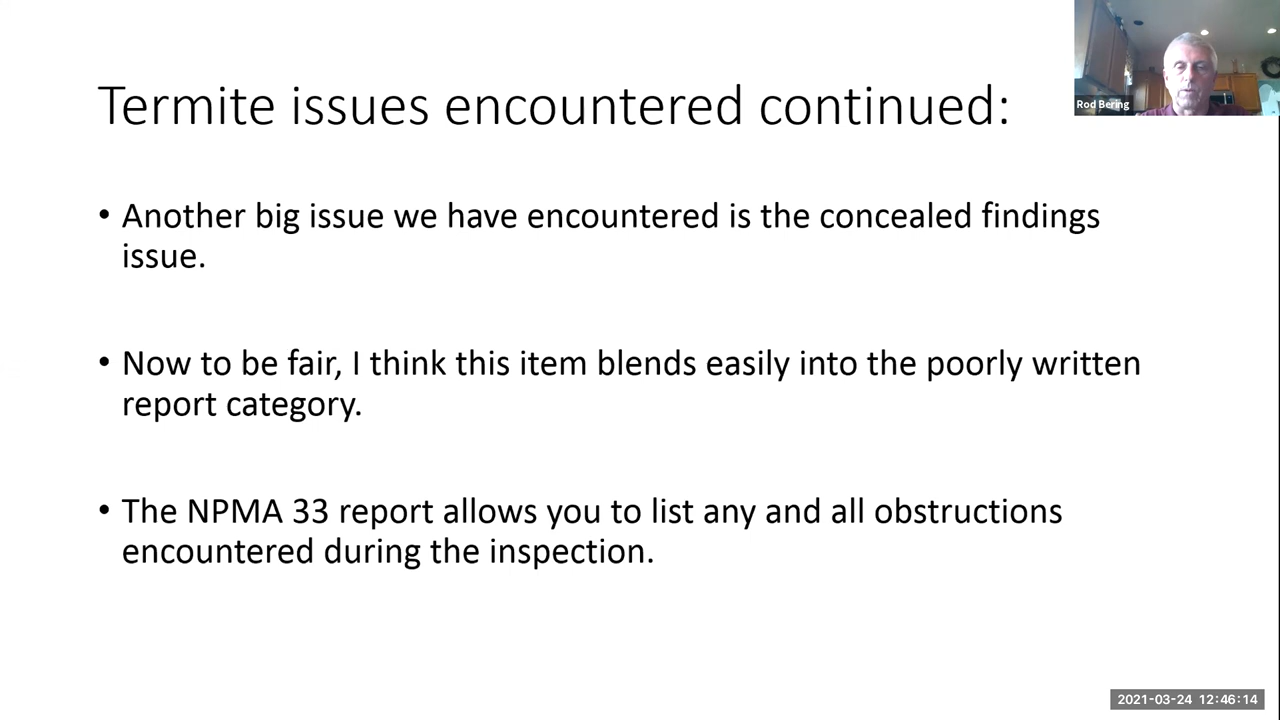 Termite issues encountered continued:
Rod Bering
• Another big issue we have encountered is the concealed findings
issue.
• Now to be fair, I think this item blends easily into the poorly written
report category.
• The NPMA 33 report allows you to list any and all obstructions
encountered during the inspection.
2021-03-24 12:46:14